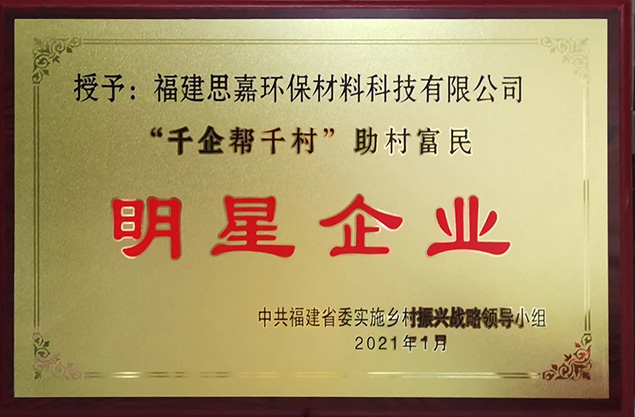 授予：福建思嘉环保材料科技有限公司
“千企帮千村”助村富民
明星企业
中共福建省委实施乡村振兴战略领导小组
2021年1月